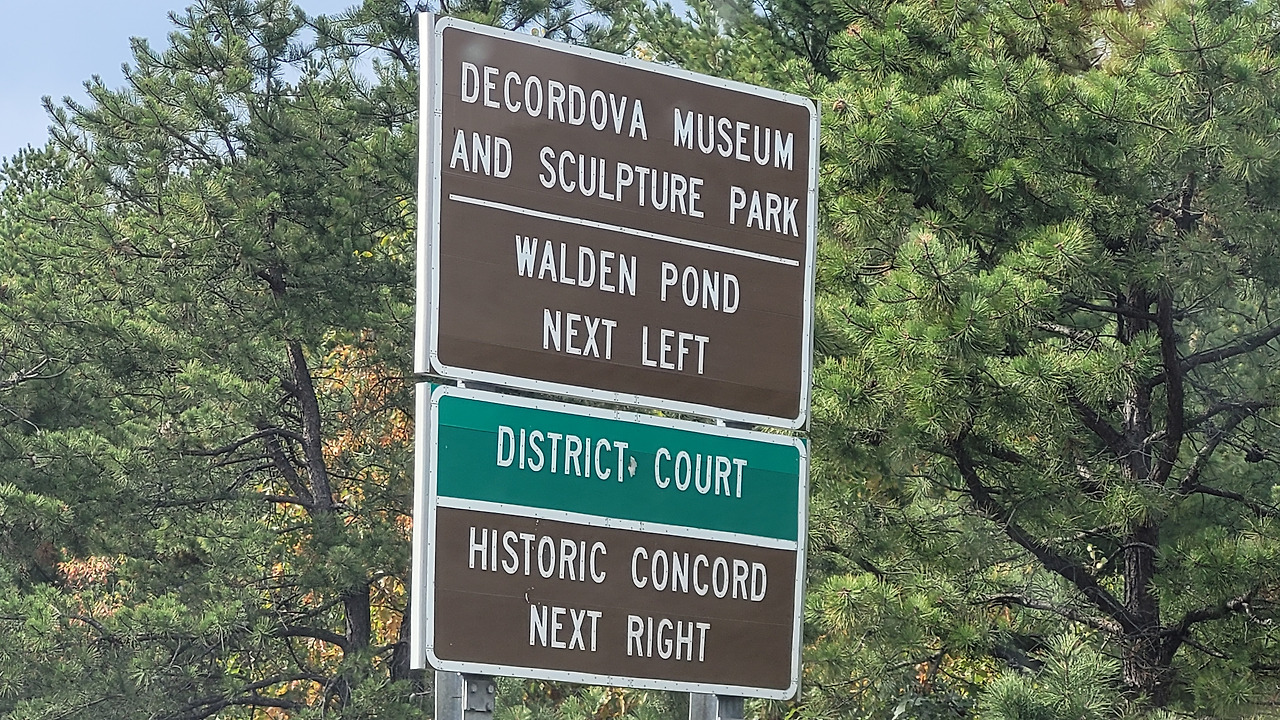 DECORDOVA MUSEUM
AND SCULPTURE PARK
WALDEN POND
NEXT LEFT
DISTRICT COURT
HISTORIC CONCORD
NEXT RIGHT